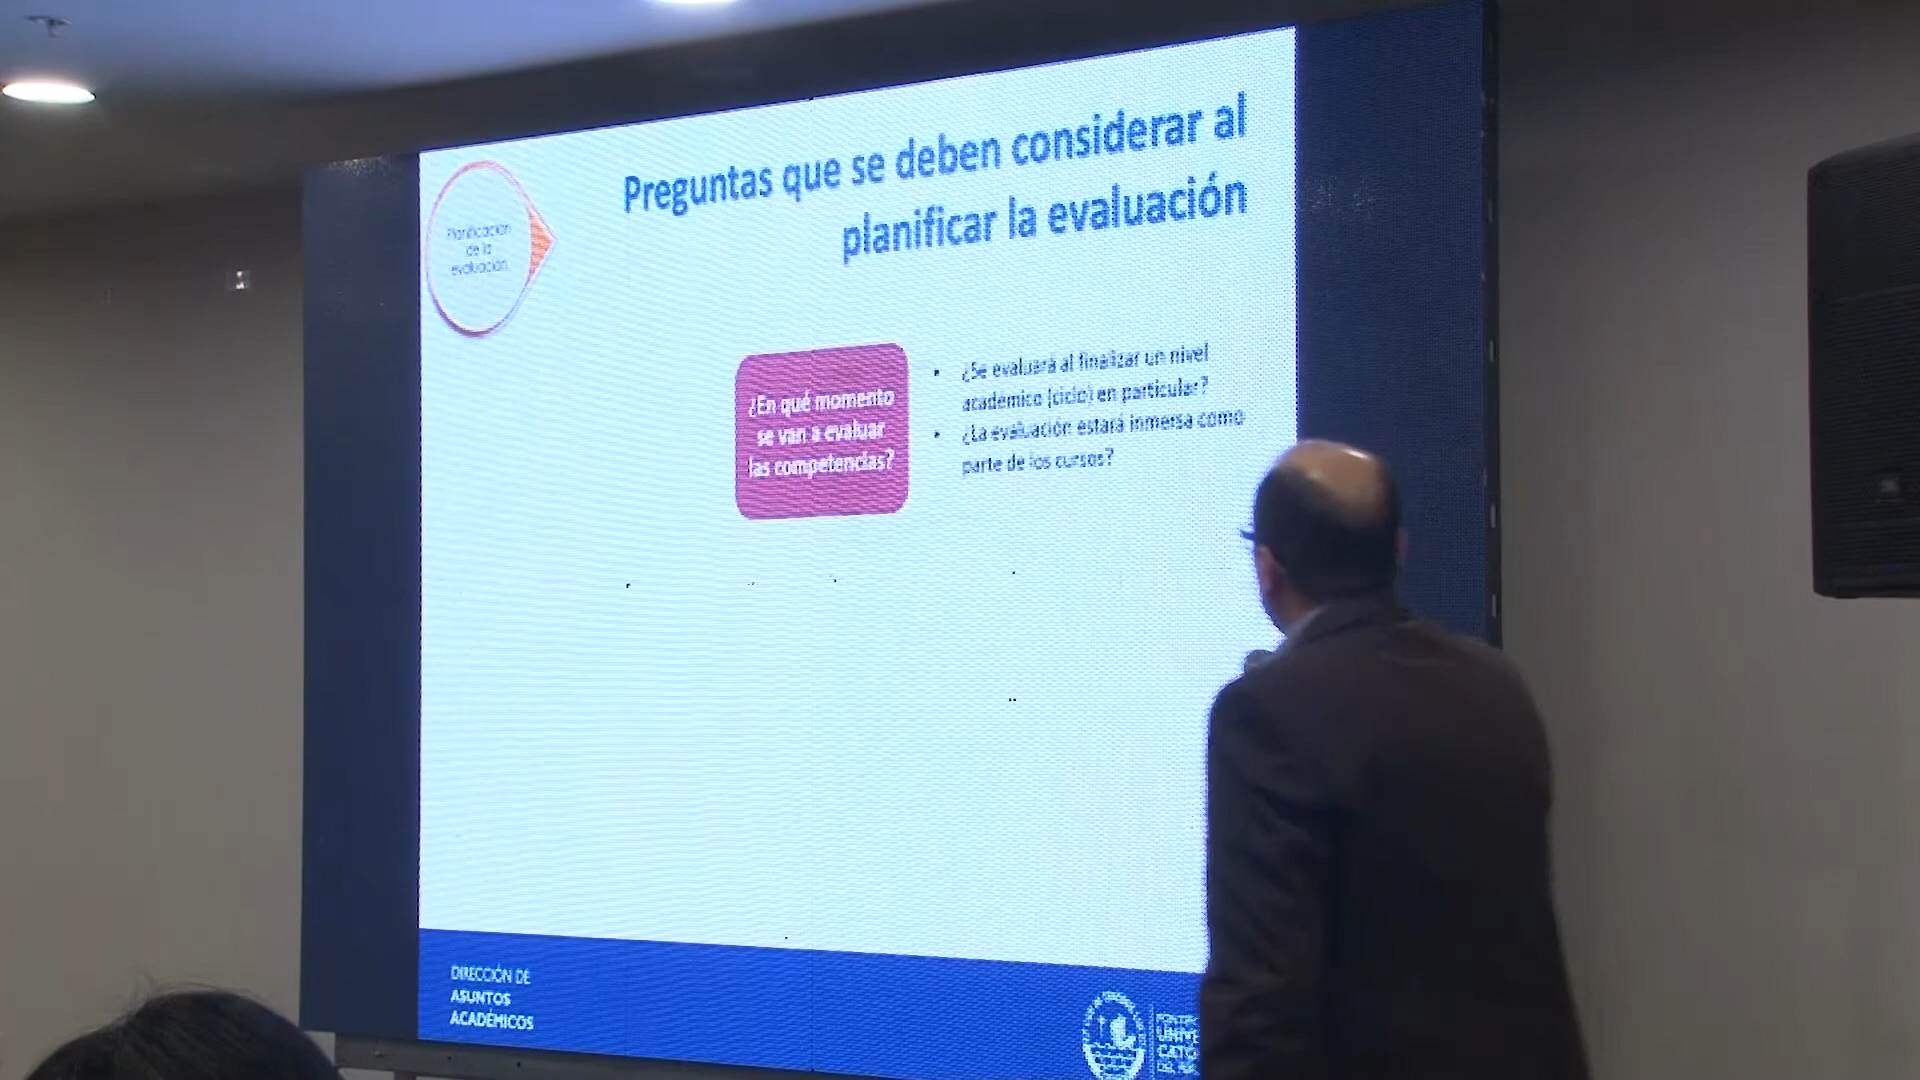 Preguntas que se deben considerar al
planificar la evaluación
Planificación
de la
evaluación
¿En qué momento
se van a evaluar
las competencias?
• ¿Se evaluará al finalizar un nivel
académico (ciclo) en particular?
• ¿La evaluación estará inmersa como
parte de los cursos?
DIRECCIÓN DE
ASUNTOS
ACADÉMICOS